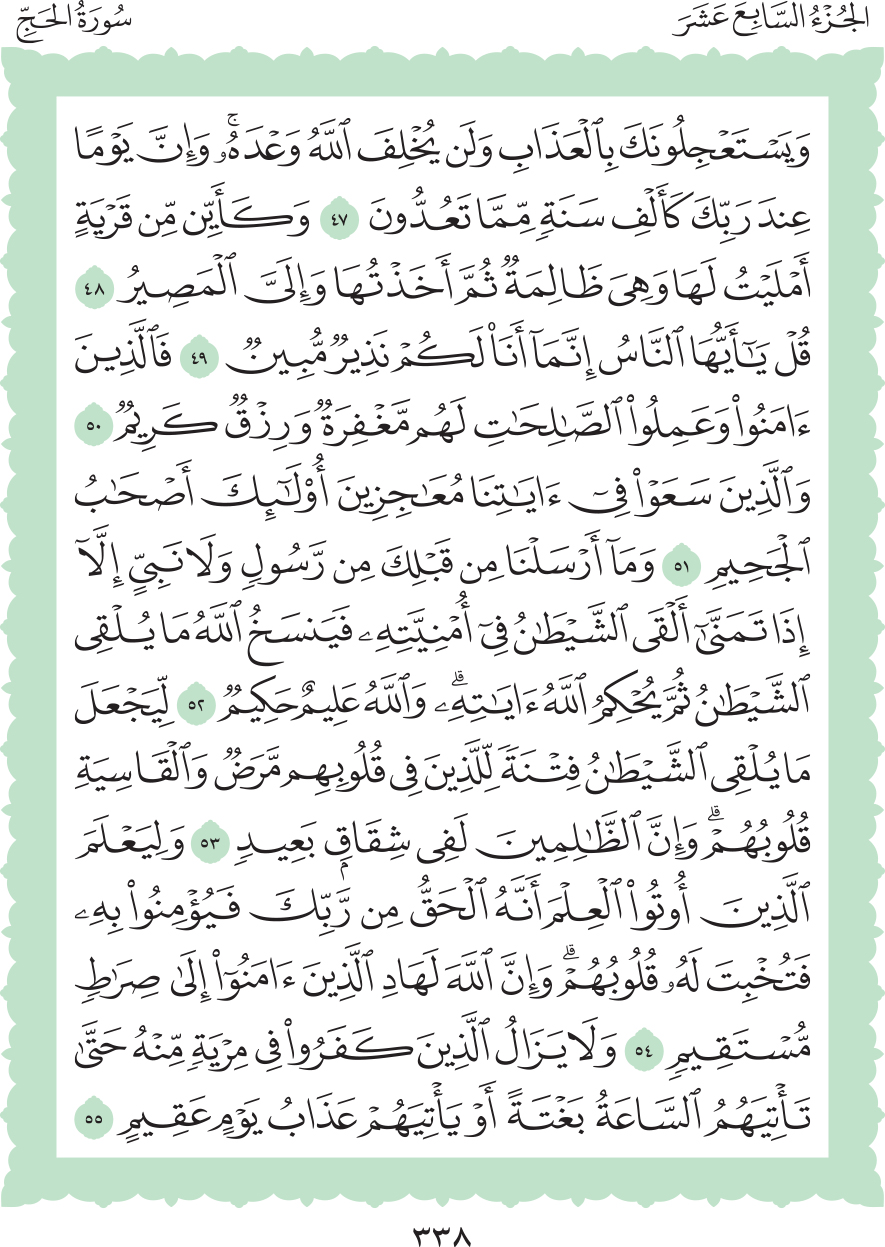 الجُزْءُ السَّابِعَ عَشَرَ
سُورَةُ الحَجِّ
وَيَسْتَعْجِلُونَكَ بِٱلْعَذَابِ وَلَن يُخْلِفَ ٱللَّهُ وَعْدَهُۥۚ وَإِنَّ يَوْمًا
عِندَ رَبِّكَ كَأَلْفِ سَنَةٍۢ مِّمَّا تَعُدُّونَ ٤٧ وَكَأَيِّن مِّن قَرْيَةٍ
أَمْلَيْتُ لَهَا وَهِىَ ظَالِمَةٌۭ ثُمَّ أَخَذْتُهَا وَإِلَىَّ ٱلْمَصِيرُ ٤٨
قُلْ يَـٰٓأَيُّهَا ٱلنَّاسُ إِنَّمَآ أَنَا۠ لَكُمْ نَذِيرٌۭ مُّبِينٌۭ ٤٩ فَٱلَّذِينَ
ءَامَنُوا۟ وَعَمِلُوا۟ ٱلصَّـٰلِحَـٰتِ لَهُم مَّغْفِرَةٌۭ وَرِزْقٌۭ كَرِيمٌۭ ٥٠
وَٱلَّذِينَ سَعَوْا۟ فِىٓ ءَايَـٰتِنَا مُعَـٰجِزِينَ أُو۟لَـٰٓئِكَ أَصْحَـٰبُ
ٱلْجَحِيمِ ٥١ وَمَآ أَرْسَلْنَا مِن قَبْلِكَ مِن رَّسُولٍۢ وَلَا نَبِىٍّ إِلَّآ
إِذَا تَمَنَّىٰٓ أَلْقَى ٱلشَّيْطَـٰنُ فِىٓ أُمْنِيَّتِهِۦ فَيَنسَخُ ٱللَّهُ مَا يُلْقِى
ٱلشَّيْطَـٰنُ ثُمَّ يُحْكِمُ ٱللَّهُ ءَايَـٰتِهِۦۗ وَٱللَّهُ عَلِيمٌ حَكِيمٌۭ ٥٢ لِّيَجْعَلَ
مَا يُلْقِى ٱلشَّيْطَـٰنُ فِتْنَةًۭ لِّلَّذِينَ فِى قُلُوبِهِم مَّرَضٌۭ وَٱلْقَاسِيَةِ
قُلُوبُهُمْۗ وَإِنَّ ٱلظَّـٰلِمِينَ لَفِى شِقَاقٍۭ بَعِيدٍۢ ٥٣ وَلِيَعْلَمَ
ٱلَّذِينَ أُوتُوا۟ ٱلْعِلْمَ أَنَّهُ ٱلْحَقُّ مِن رَّبِّكَ فَيُؤْمِنُوا۟ بِهِۦ
فَتُخْبِتَ لَهُۥ قُلُوبُهُمْۗ وَإِنَّ ٱللَّهَ لَهَادِ ٱلَّذِينَ ءَامَنُوٓا۟ إِلَىٰ صِرَٰطٍۢ
مُّسْتَقِيمٍۢ ٥٤ وَلَا يَزَالُ ٱلَّذِينَ كَفَرُوا۟ فِى مِرْيَةٍۢ مِّنْهُ حَتَّىٰ
تَأْتِيَهُمُ ٱلسَّاعَةُ بَغْتَةً أَوْ يَأْتِيَهُمْ عَذَابُ يَوْمٍ عَقِيمٍ ٥٥
٣٣٨